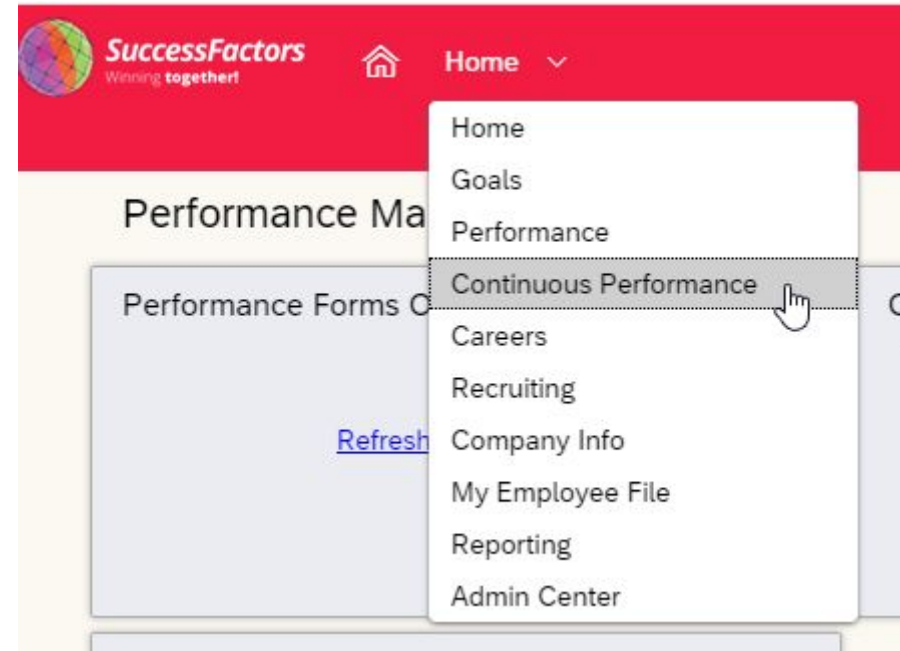 SuccessFactors
Winning together!
Home
Home
Goals
Performance Ma
Performance
Continuous Performance
Performance Forms
Careers
Recruiting
Refresh
Company Info
My Employee File
Reporting
Admin Center